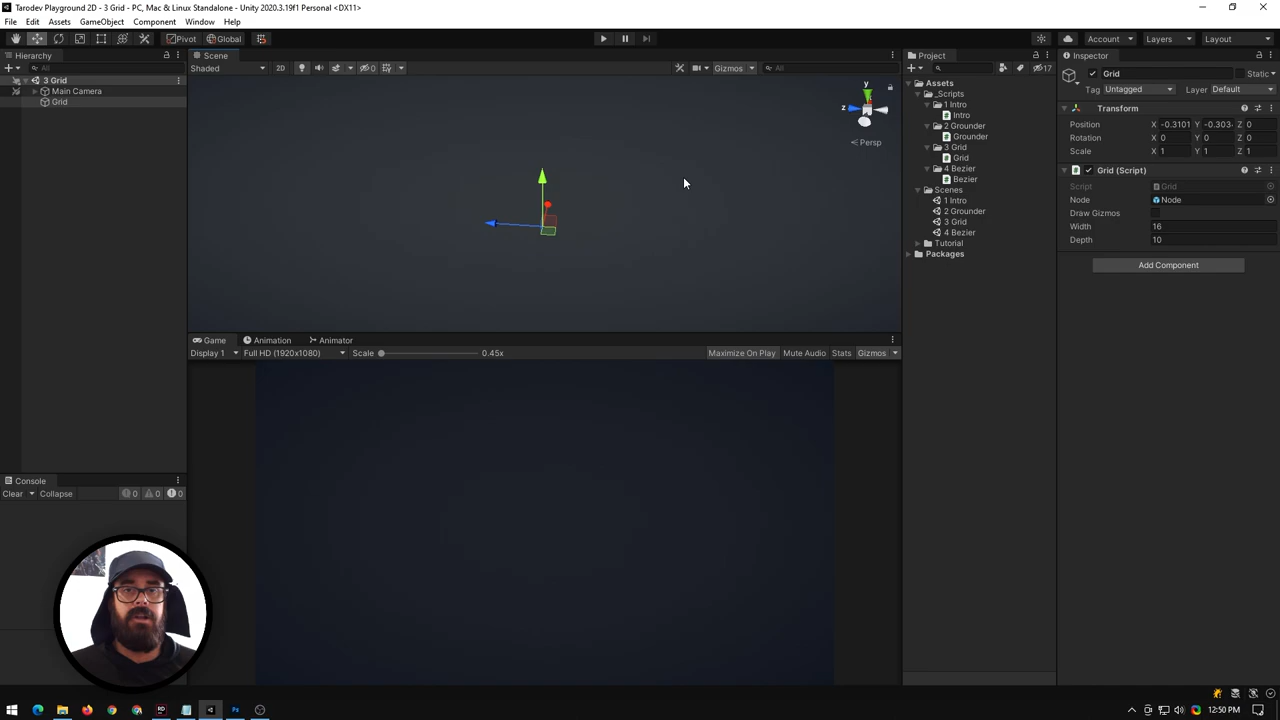 Tarodev Playground 2D - 3 Grid - PC, Mac & Linux Standalone - Unity 2020.3.19f1 Personal <DX11>
File Edit Assets GameObject Component Window Help
Pivot Global Account Layers Layout
Hierarchy
All
3 Grid
Main Camera
Grid
Scene
Shaded 2D 0 Gizmos All
y
z
Persp
Game Animation Animator
Display 1 Full HD (1920x1080) Scale 0.45x Maximize On Play Mute Audio Stats Gizmos
Console
Clear Collapse 0 0 0
Project
17
Assets
_Scripts
1 Intro
Intro
2 Grounder
Grounder
3 Grid
Grid
4 Bezier
Bezier
Scenes
1 Intro
2 Grounder
3 Grid
4 Bezier
Tutorial
Packages
Inspector
Grid Static
Tag Untagged Layer Default
Transform
Position X -0.3101 Y -0.303 Z 0
Rotation X 0 Y 0 Z 0
Scale X 1 Y 1 Z 1
Grid (Script)
Script Grid
Node Node
Draw Gizmos
Width 16
Depth 10
Add Component
12:50 PM